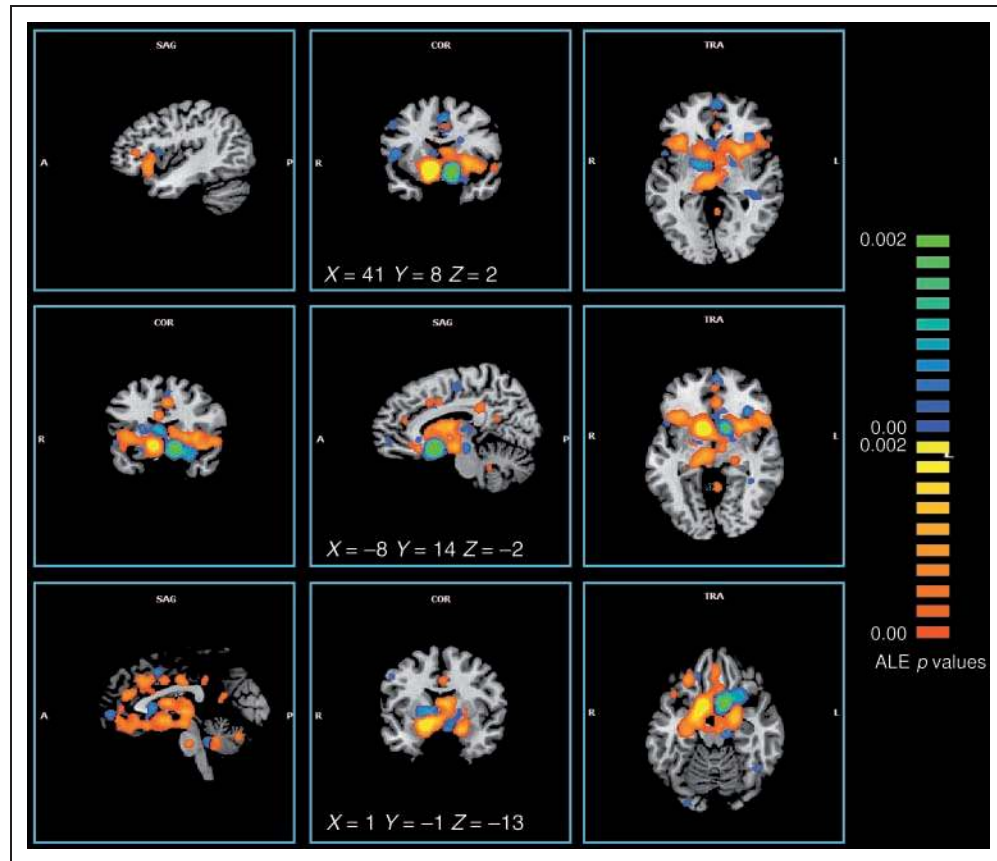 SAG
COR
TRA
A
P
R
R
L
X = 41 Y = 8 Z = 2
COR
SAG
TRA
R
A
P
R
L
X = –8 Y = 14 Z = –2
SAG
COR
TRA
A
P
R
R
L
X = 1 Y = –1 Z = –13
0.002
0.00
0.002
0.00
ALE p values